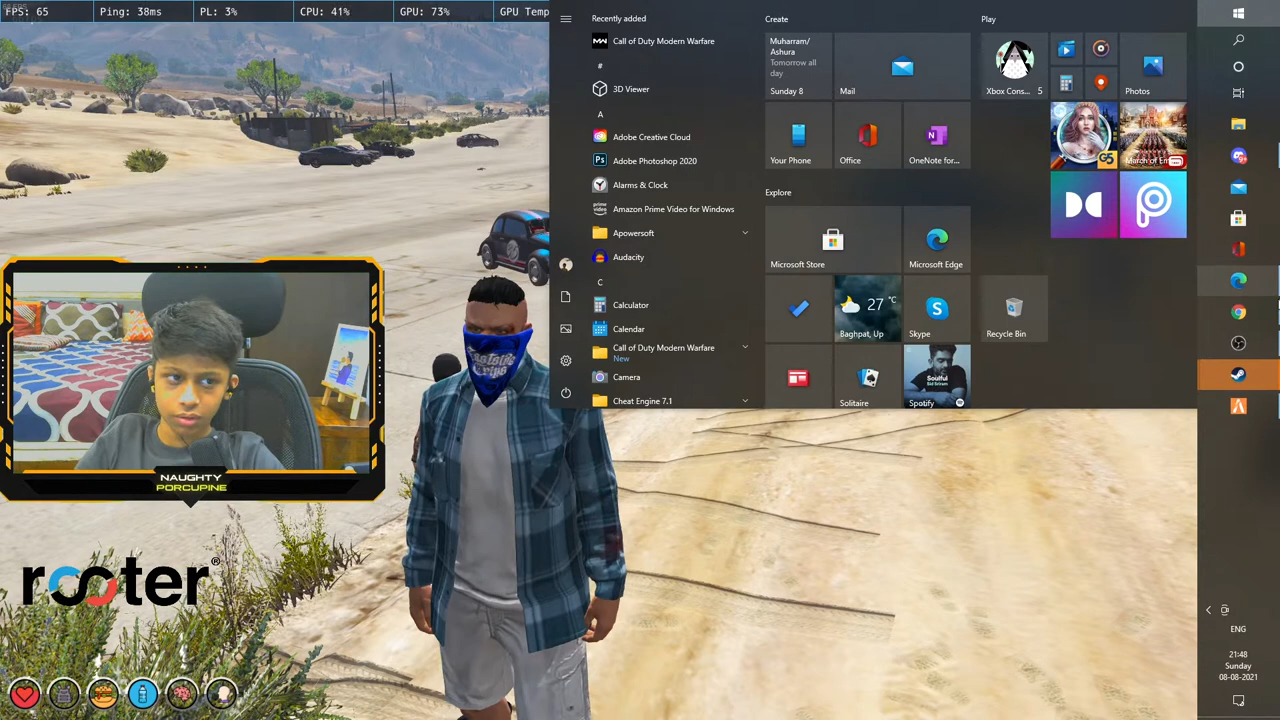 FPS: 65
Ping: 38ms
PL: 3%
CPU: 41%
GPU: 73%
GPU Temp
Recently added
Call of Duty Modern Warfare
#
3D Viewer
A
Adobe Creative Cloud
Adobe Photoshop 2020
Alarms & Clock
Amazon Prime Video for Windows
Apowersoft
Audacity
C
Calculator
Calendar
Call of Duty Modern Warfare
New
Camera
Cheat Engine 7.1
Create
Muharram/
Ashura
Tomorrow all
day
Sunday 8
Mail
Your Phone
Office
OneNote for...
Explore
Microsoft Store
Microsoft Edge
27 °C
Baghpat, Up
Skype
Recycle Bin
Solitaire
Soulful
Sid Sriram
Spotify
Play
Xbox Cons... 5
Photos
G5
NAUGHTY
PORCUPINE
rooter®
ENG
21:48
Sunday
08-08-2021